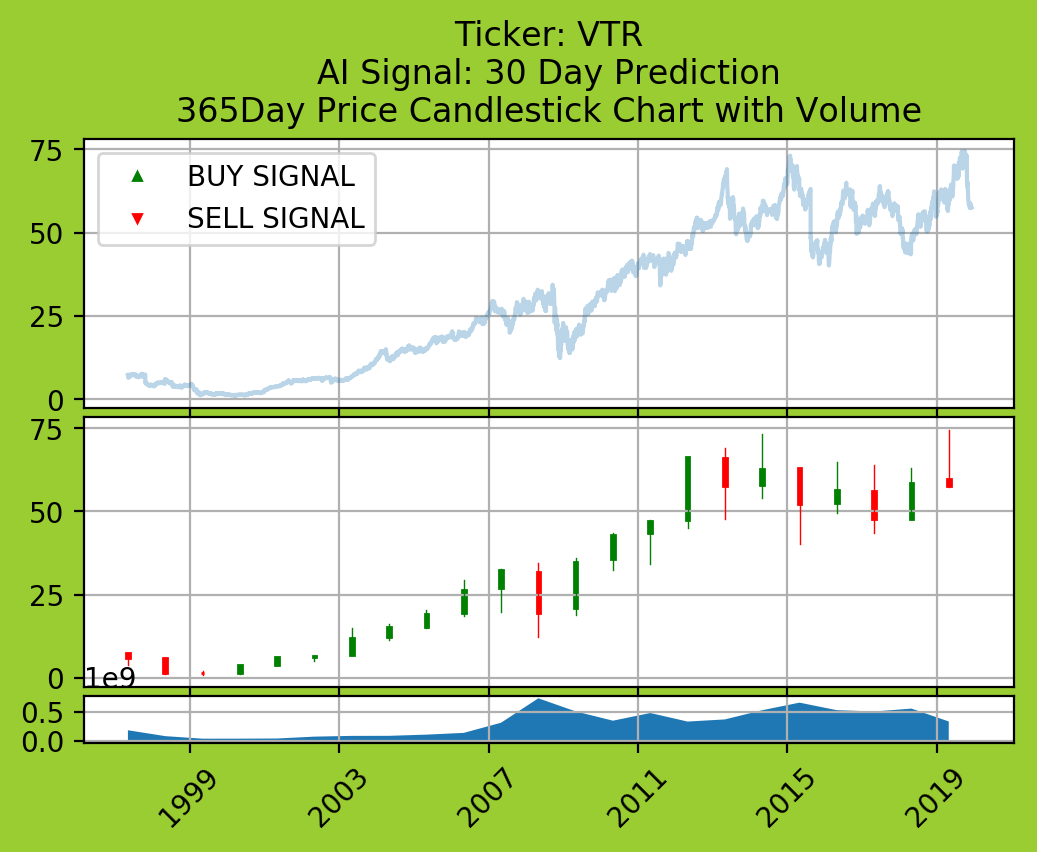 Ticker: VTR
AI Signal: 30 Day Prediction
365Day Price Candlestick Chart with Volume
75
50
25
0
BUY SIGNAL
SELL SIGNAL
75
50
25
0
1e9
0.5
0.0
1999
2003
2007
2011
2015
2019